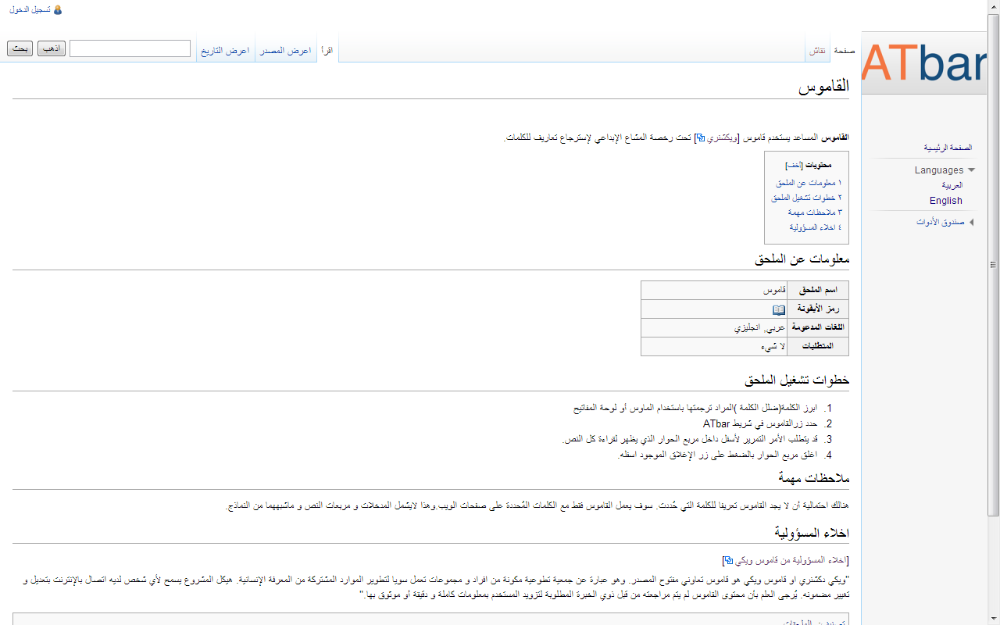 تسجيل الدخول
ATbar
صفحة
نقاش
اقرأ
اعرض المصدر
اعرض التاريخ
اذهب
بحث
الصفحة الرئيسية
Languages
العربية
English
صندوق الأدوات
القاموس
القاموس المساعد يستخدم قاموس [ويكشنري] تحت رخصة المشاع الإبداعي لإسترجاع تعاريف للكلمات.
محتويات [أخف]
١ معلومات عن الملحق
٢ خطوات تشغيل الملحق
٣ ملاحظات مهمة
٤ اخلاء المسؤولية
معلومات عن الملحق
اسم الملحق قاموس
رمز الأيقونة
اللغات المدعومة عربي, انجليزي
المتطلبات لا شيء
خطوات تشغيل الملحق
1. ابرز الكلمة(ضلل الكلمة )المراد ترجمتها باستخدام الماوس أو لوحة المفاتيح
2. حدد زرالقاموس في شريط ATbar
3. قد يتطلب الأمر التمرير لأسفل داخل مربع الحوار الذي يظهر لقراءة كل النص.
4. اغلق مربع الحوار بالضغط على زر الإغلاق الموجود اسفله.
ملاحظات مهمة
هنالك احتمالية أن لا يجد القاموس تعريفا للكلمة التي حُددت. سوف يعمل القاموس فقط مع الكلمات المُحددة على صفحات الويب.وهذا لايشمل المدخلات و مربعات النص و ماشبههما من النماذج.
اخلاء المسؤولية
[اخلاء المسؤولية من قاموس ويكي]
"ويكي دكشنري او قاموس ويكي هو قاموس تعاوني مفتوح المصدر. وهو عبارة عن جمعية تطوعية مكونة من افراد و مجموعات تعمل سويا لتطوير الموارد المشتركة من المعرفة الإنسانية. هيكل المشروع يسمح لأي شخص لديه اتصال بالإنترنت بتعديل و
تغيير مضمونه. يُرجى العلم بأن محتوى القاموس لم يتم مراجعته من قبل ذوي الخبرة المطلوبة لتزويد المستخدم بمعلومات كاملة و دقيقة أو موثوق بها."